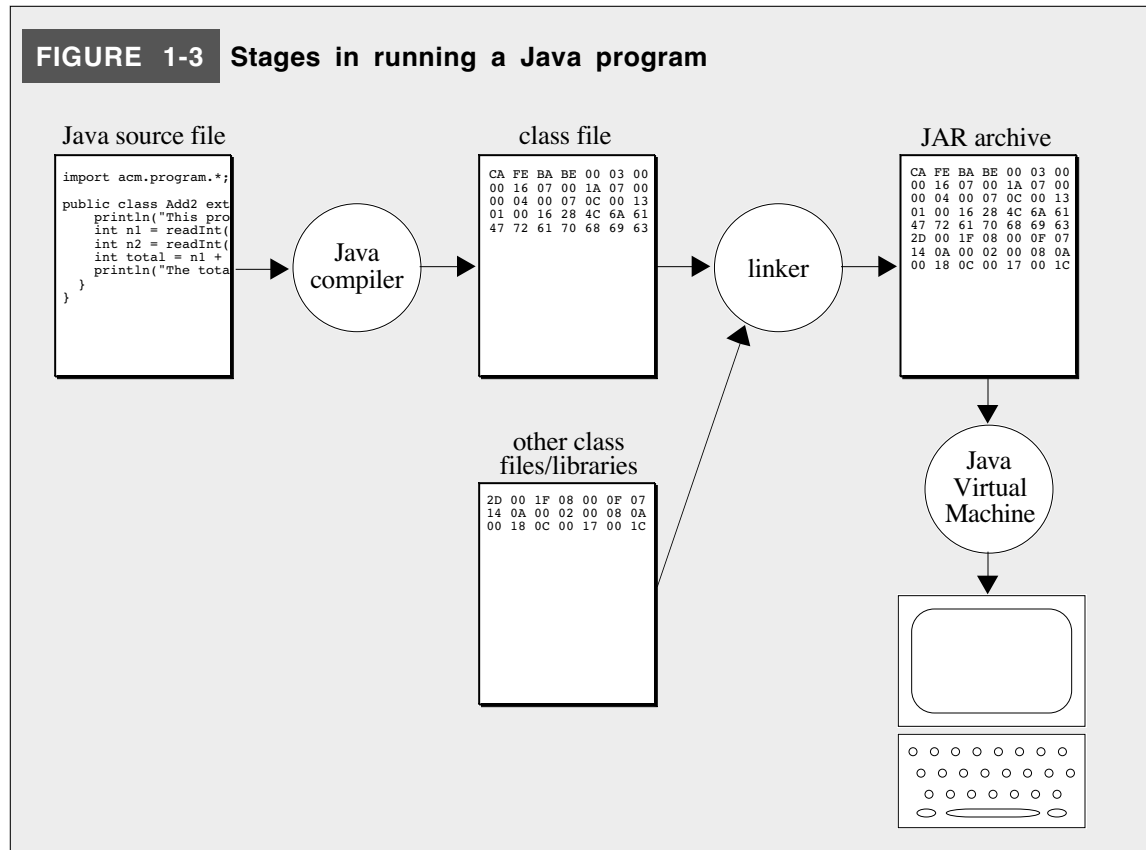 FIGURE 1-3 Stages in running a Java program
Java source file
import acm.program.*;
public class Add2 ext
println("This pro
int n1 = readInt(
int n2 = readInt(
int total = n1 +
println("The tota
}
}
Java
compiler
class file
CA FE BA BE 00 03 00
00 16 07 00 1A 07 00
00 04 00 07 0C 00 13
01 00 16 28 4C 6A 61
47 72 61 70 68 69 63
other class
files/libraries
2D 00 1F 08 00 0F 07
14 0A 00 02 00 08 0A
00 18 0C 00 17 00 1C
linker
JAR archive
CA FE BA BE 00 03 00
00 16 07 00 1A 07 00
00 04 00 07 0C 00 13
01 00 16 28 4C 6A 61
47 72 61 70 68 69 63
2D 00 1F 08 00 0F 07
14 0A 00 02 00 08 0A
00 18 0C 00 17 00 1C
Java
Virtual
Machine